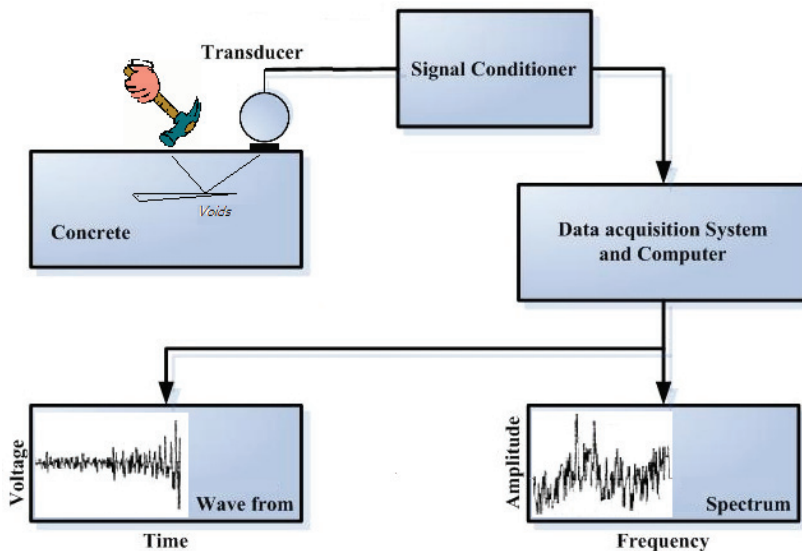 Transducer
Signal Conditioner
Voids
Concrete
Data acquisition System
and Computer
Voltage
Wave from
Time
Amplitude
Spectrum
Frequency